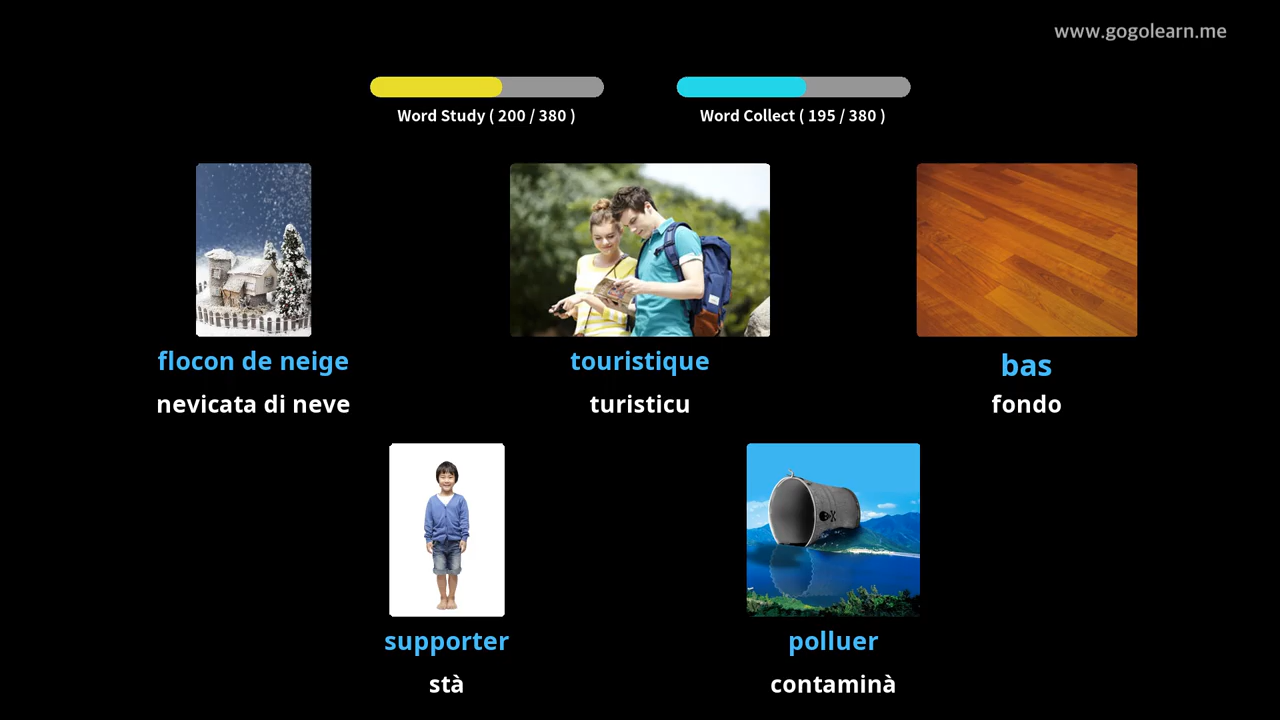 www.gogolearn.me
Word Study ( 200 / 380 )
Word Collect ( 195 / 380 )
flocon de neige
nevicata di neve
touristique
turisticu
bas
fondo
supporter
stà
polluer
contaminà